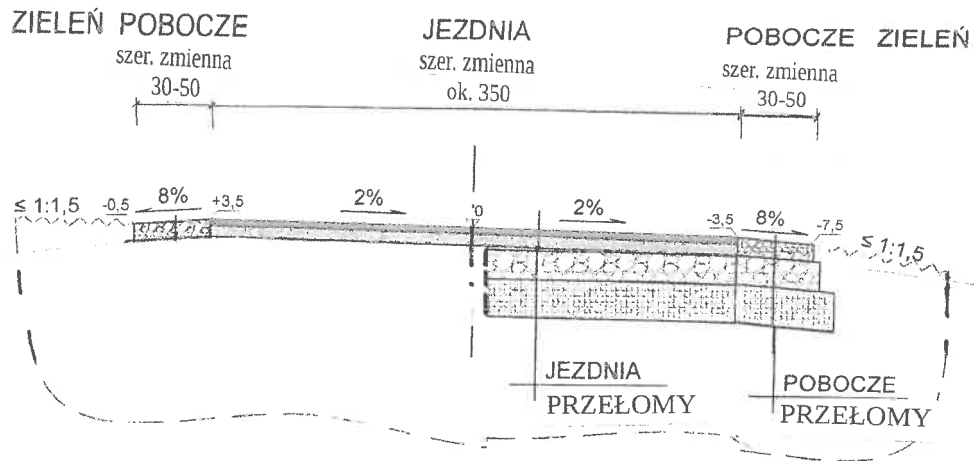 ZIELEŃ POBOCZE
szer. zmienna
30-50
JEZDNIA
szer. zmienna
ok. 350
POBOCZE ZIELEŃ
szer. zmienna
30-50
≤ 1:1,5
-0,5
8%
+3,5
2%
0
2%
-3,5
8%
-7,5
≤ 1:1,5
JEZDNIA
PRZEŁOMY
POBOCZE
PRZEŁOMY